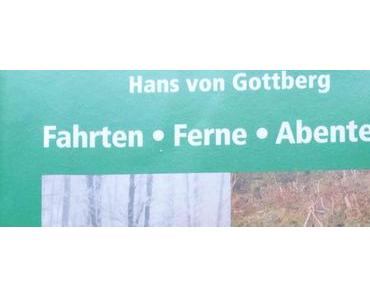 Hans von Gottberg
Fahrten • Ferne • Abente